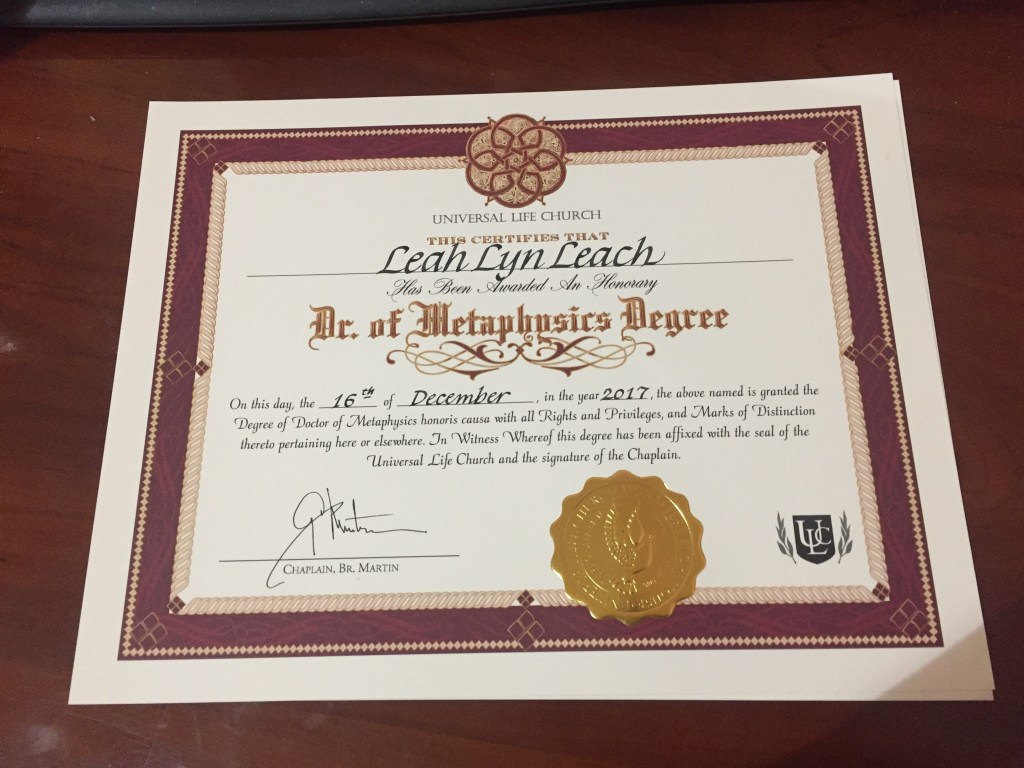 UNIVERSAL LIFE CHURCH
THIS CERTIFIES THAT
Leah Lyn Leach
Has Been Awarded An Honorary
Dr. of Metaphysics Degree
On this day, the 16th of December, in the year 2017, the above named is granted the
Degree of Doctor of Metaphysics honoris causa with all Rights and Privileges, and Marks of Distinction
thereto pertaining here or elsewhere. In Witness Whereof this degree has been affixed with the seal of the
Universal Life Church and the signature of the Chaplain.
CHAPLAIN, BR. MARTIN
ULC